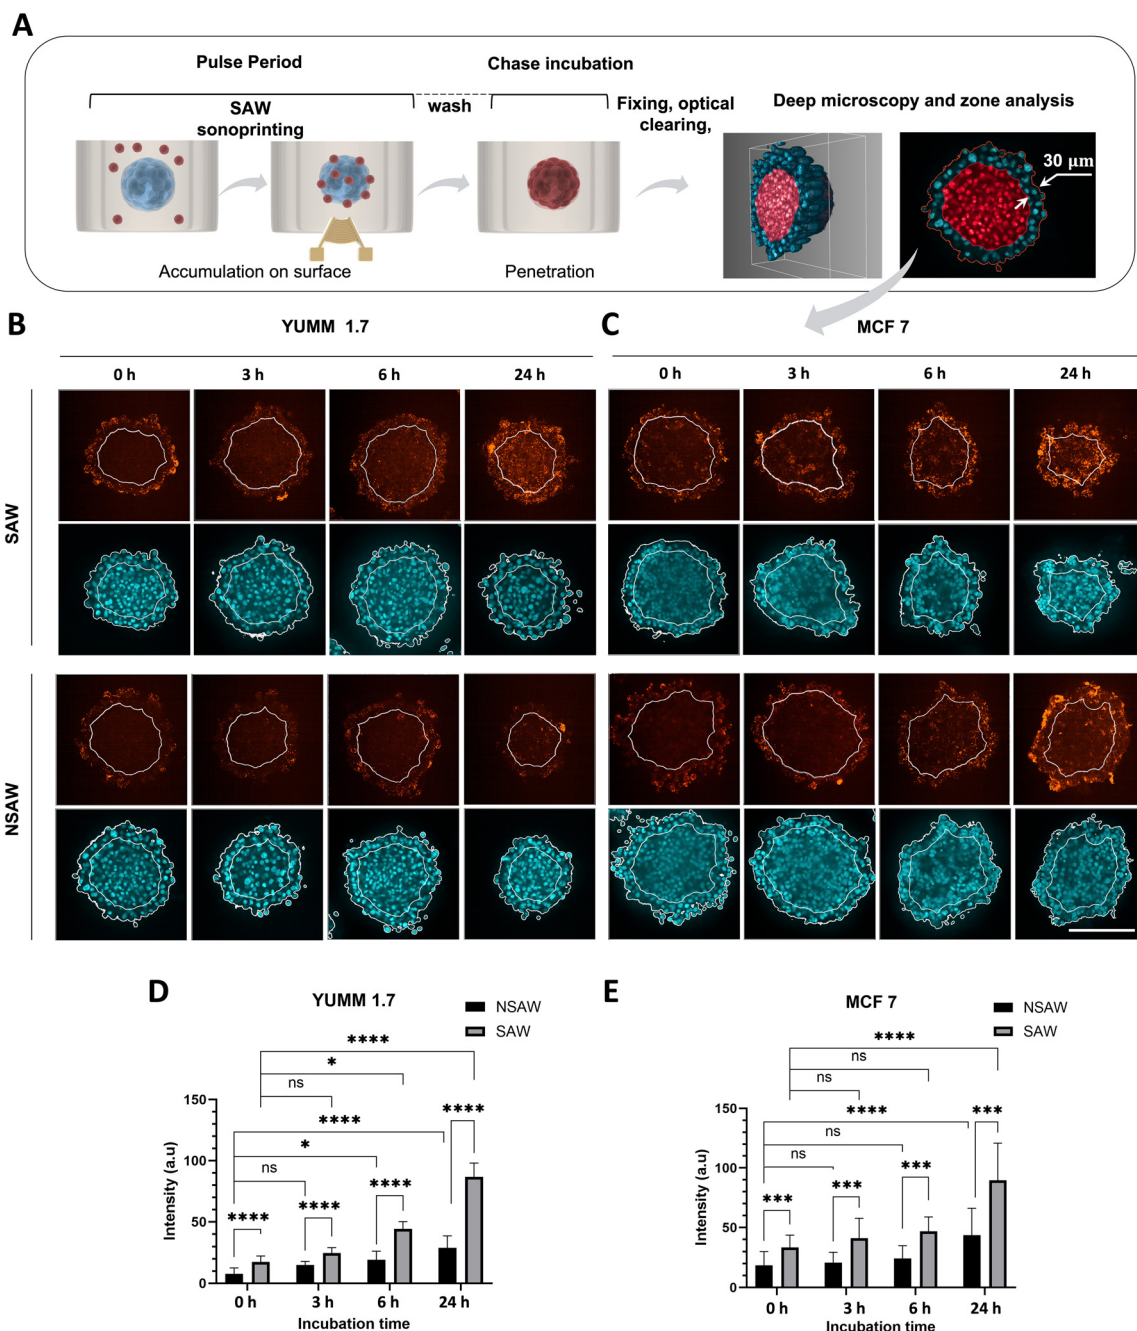 A
Pulse Period
Chase incubation
SAW
sonoprinting
wash
Fixing, optical
clearing,
Deep microscopy and zone analysis
30 µm
Accumulation on surface
Penetration
B
YUMM 1.7
0 h 3 h 6 h 24 h
C
MCF 7
0 h 3 h 6 h 24 h
SAW
NSAW
D
YUMM 1.7
NSAW
SAW
****
*
ns
****
*
ns
****
****
****
****
150
100
50
0
Intensity (a.u)
0 h 3 h 6 h 24 h
Incubation time
E
MCF 7
NSAW
SAW
****
ns
ns
****
ns
ns
***
***
***
***
150
100
50
0
Intensity (a.u)
0 h 3 h 6 h 24 h
Incubation time